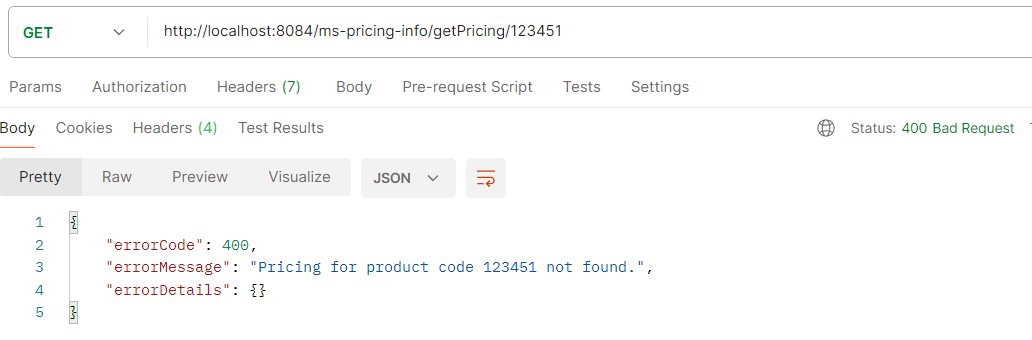 GET http://localhost:8084/ms-pricing-info/getPricing/123451
Params Authorization Headers (7) Body Pre-request Script Tests Settings
Body Cookies Headers (4) Test Results Status: 400 Bad Request
Pretty Raw Preview Visualize JSON
1 {
2 "errorCode": 400,
3 "errorMessage": "Pricing for product code 123451 not found.",
4 "errorDetails": {}
5 }